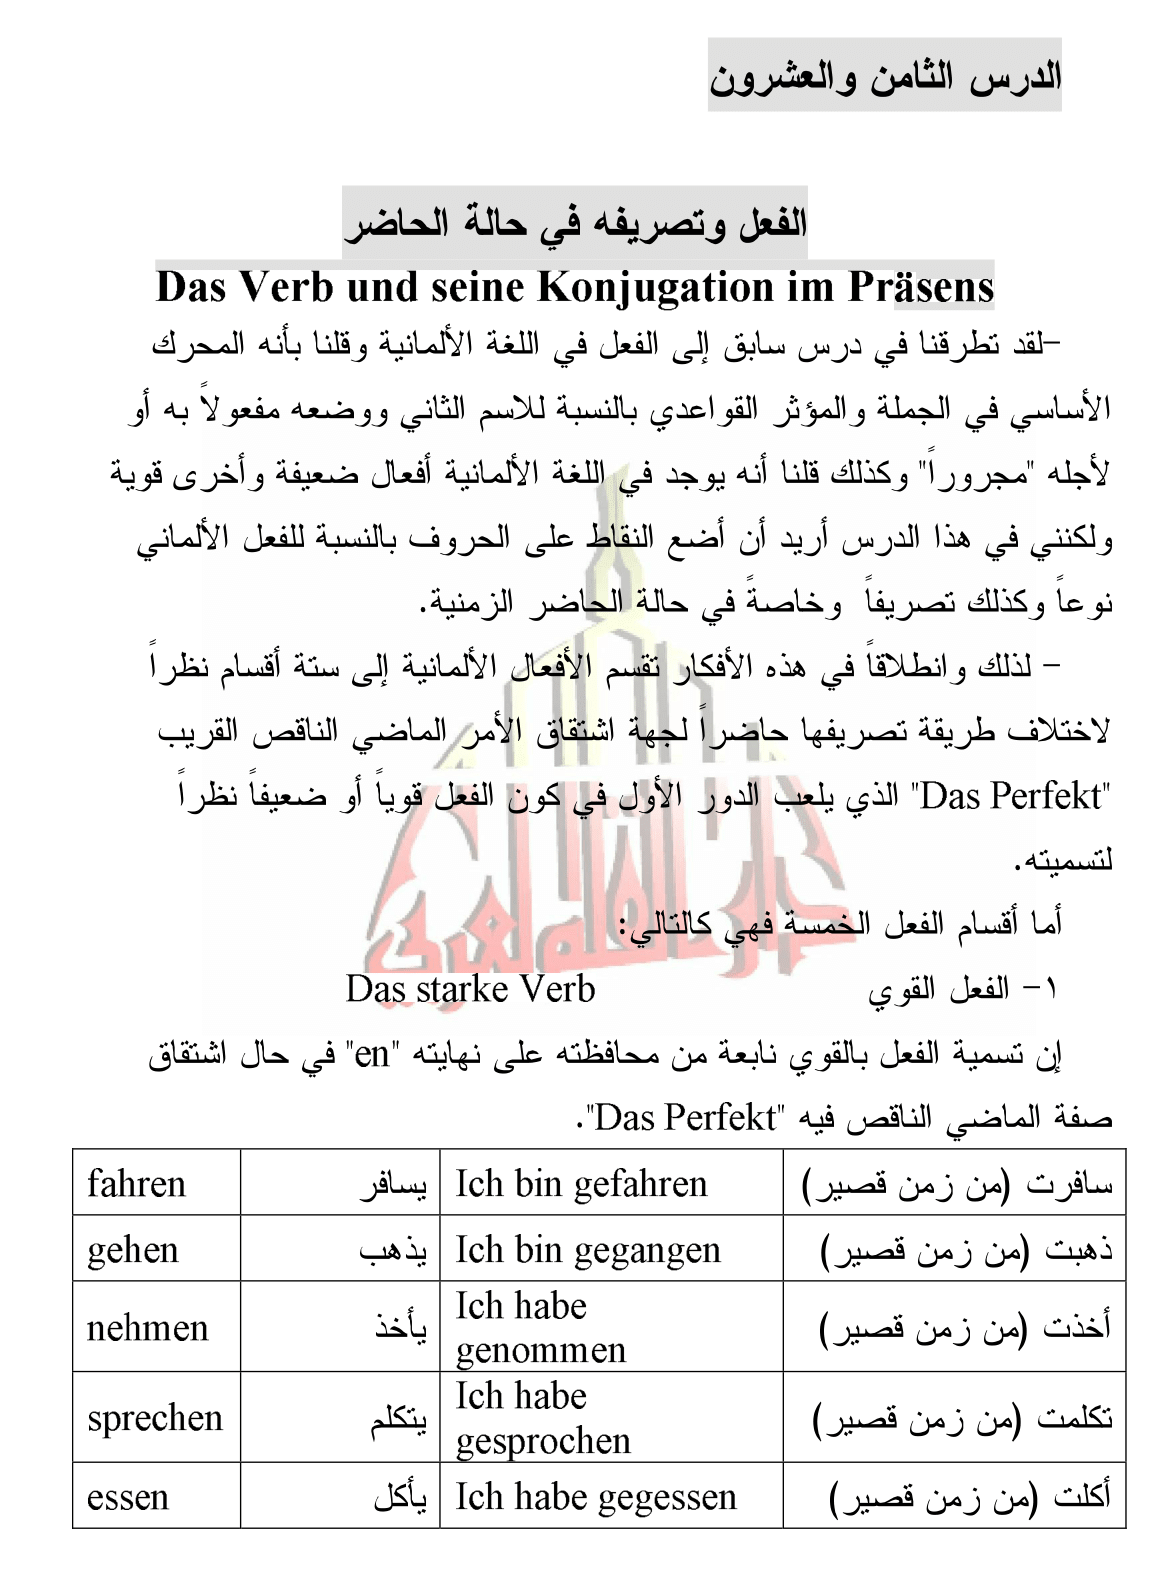 الدرس الثامن والعشرون
الفعل وتصريفه في حالة الحاضر
Das Verb und seine Konjugation im Präsens
-لقد تطرقنا في درس سابق إلى الفعل في اللغة الألمانية وقلنا بأنه المحرك
الأساسي في الجملة والمؤثر القواعدي بالنسبة للاسم الثاني ووضعه مفعولاً به أو
لأجله "مجروراً" وكذلك قلنا أنه يوجد في اللغة الألمانية أفعال ضعيفة وأخرى قوية
ولكنني في هذا الدرس أريد أن أضع النقاط على الحروف بالنسبة للفعل الألماني
نوعاً وكذلك تصريفاً وخاصةً في حالة الحاضر الزمنية.
- لذلك وانطلاقاً في هذه الأفكار تقسم الأفعال الألمانية إلى ستة أقسام نظراً
لاختلاف طريقة تصريفها حاضراً لجهة اشتقاق الأمر الماضي الناقص القريب
"Das Perfekt" الذي يلعب الدور الأول في كون الفعل قوياً أو ضعيفاً نظراً
لتسميته.
أما أقسام الفعل الخمسة فهي كالتالي:
١- الفعل القوي Das starke Verb
إن تسمية الفعل بالقوي نابعة من محافظته على نهايته "en" في حال اشتقاق
صفة الماضي الناقص فيه "Das Perfekt".
fahren يسافر Ich bin gefahren سافرت (من زمن قصير)
gehen يذهب Ich bin gegangen ذهبت (من زمن قصير)
nehmen يأخذ Ich habe genommen أخذت (من زمن قصير)
sprechen يتكلم Ich habe gesprochen تكلمت (من زمن قصير)
essen يأكل Ich habe gegessen أكلت (من زمن قصير)